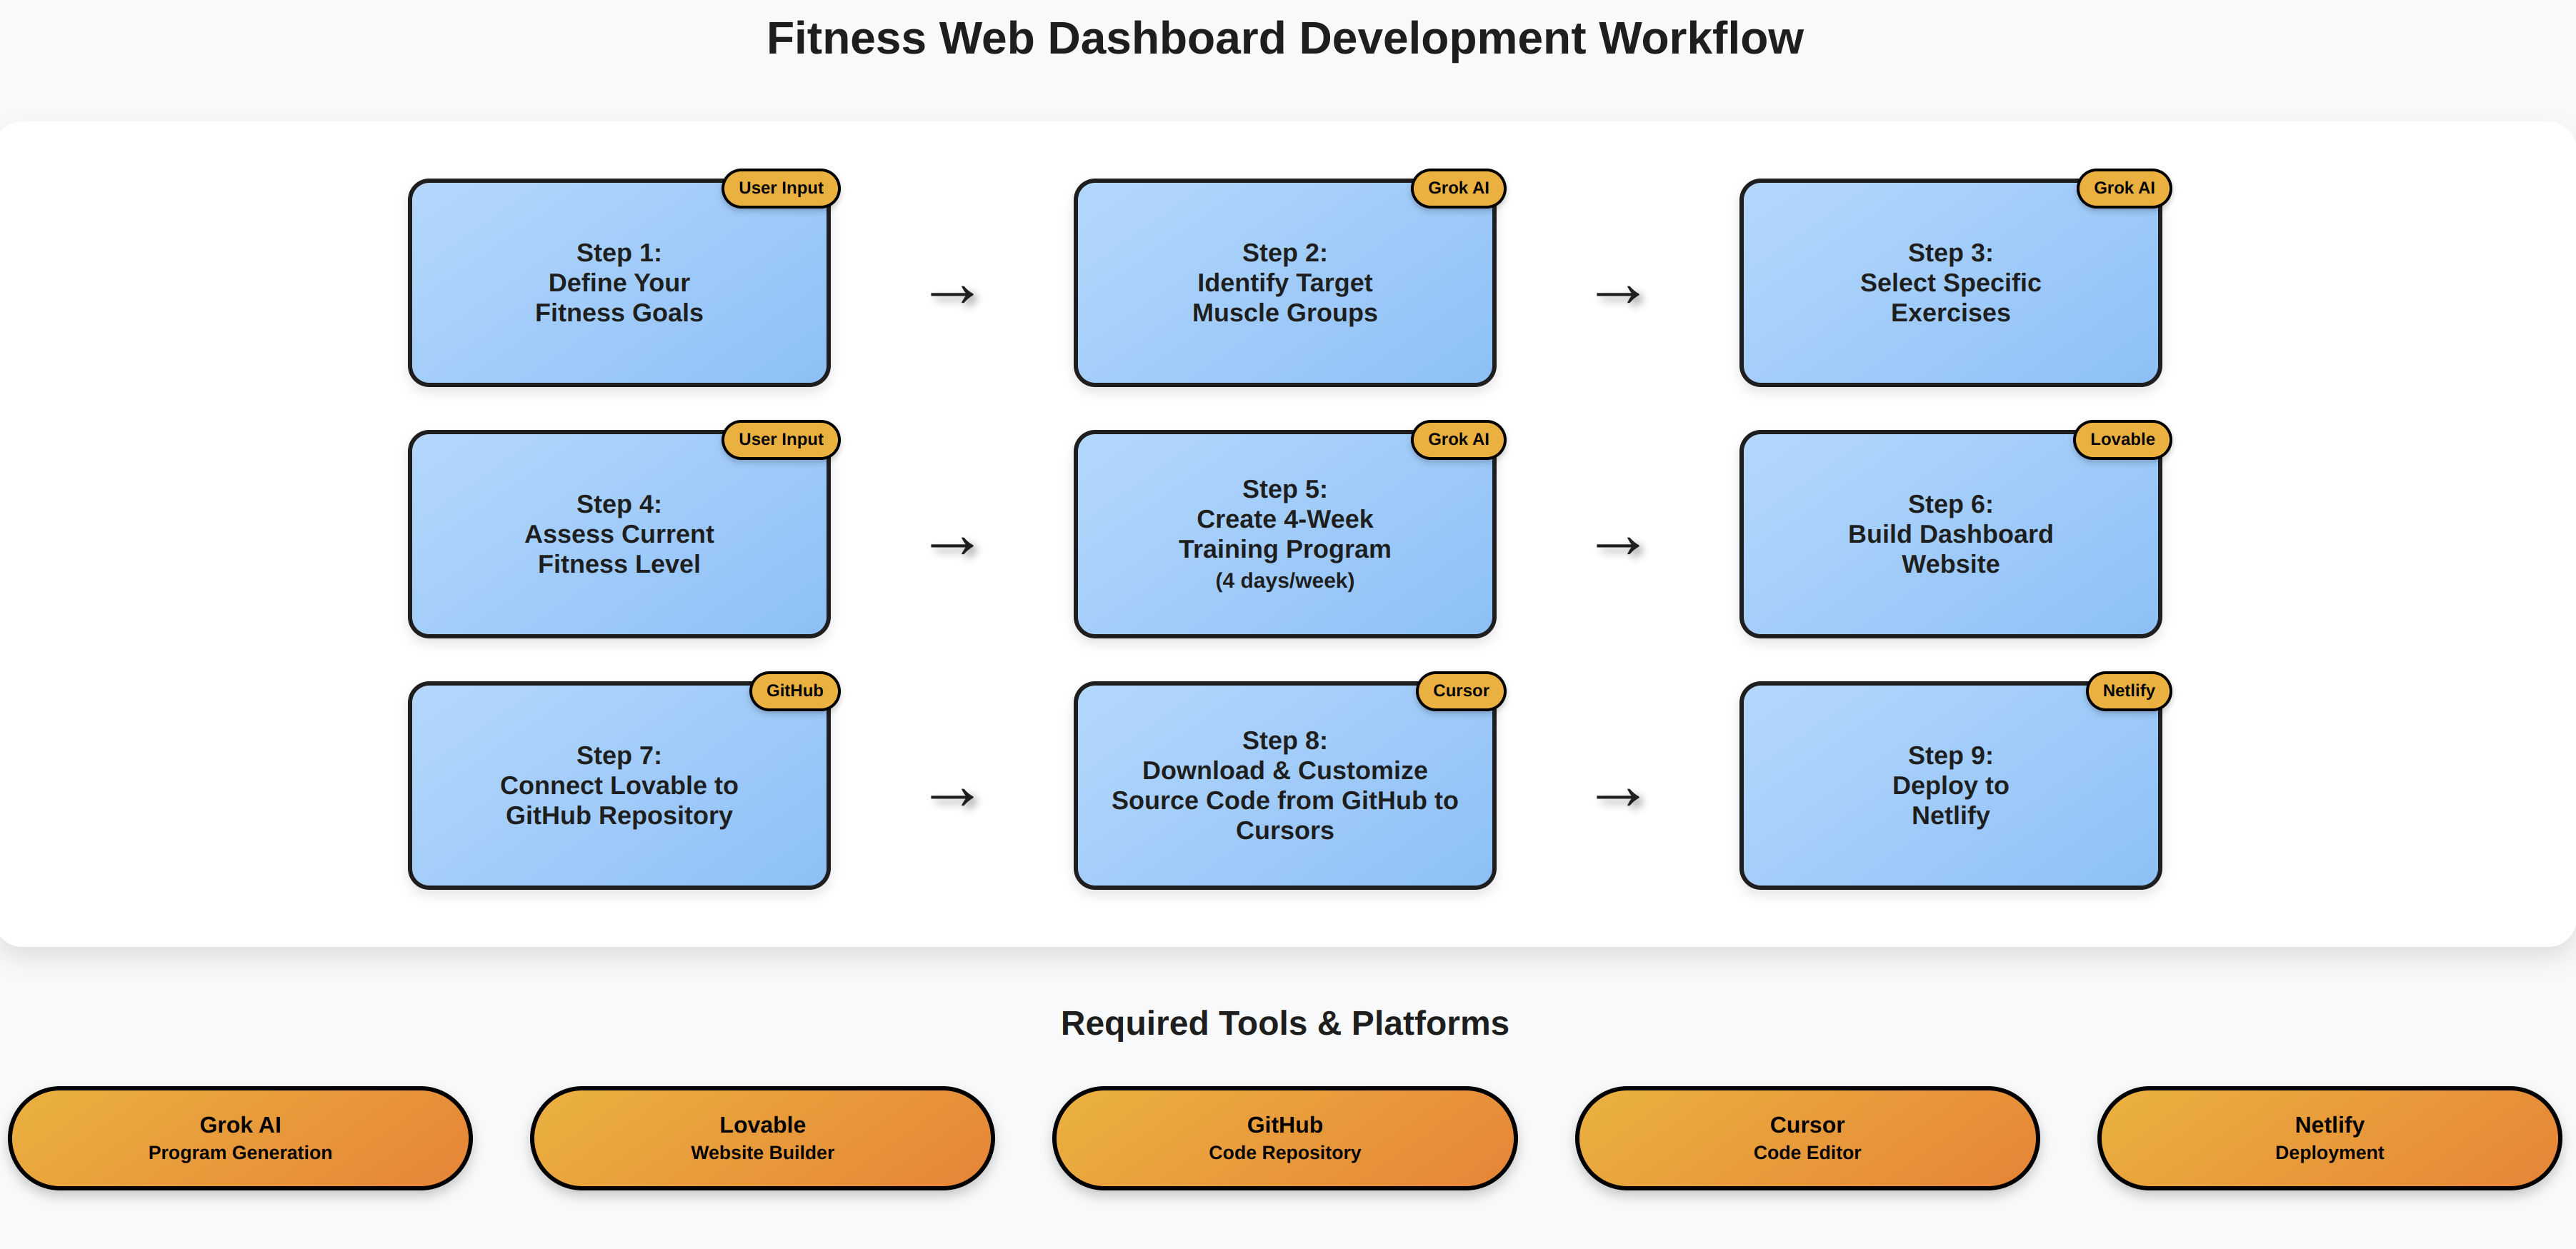 Fitness Web Dashboard Development Workflow
User Input
Step 1:
Define Your
Fitness Goals
→
Grok AI
Step 2:
Identify Target
Muscle Groups
→
Grok AI
Step 3:
Select Specific
Exercises
User Input
Step 4:
Assess Current
Fitness Level
→
Grok AI
Step 5:
Create 4-Week
Training Program
(4 days/week)
→
Lovable
Step 6:
Build Dashboard
Website
GitHub
Step 7:
Connect Lovable to
GitHub Repository
→
Cursor
Step 8:
Download & Customize
Source Code from GitHub to
Cursors
→
Netlify
Step 9:
Deploy to
Netlify
Required Tools & Platforms
Grok AI
Program Generation
Lovable
Website Builder
GitHub
Code Repository
Cursor
Code Editor
Netlify
Deployment